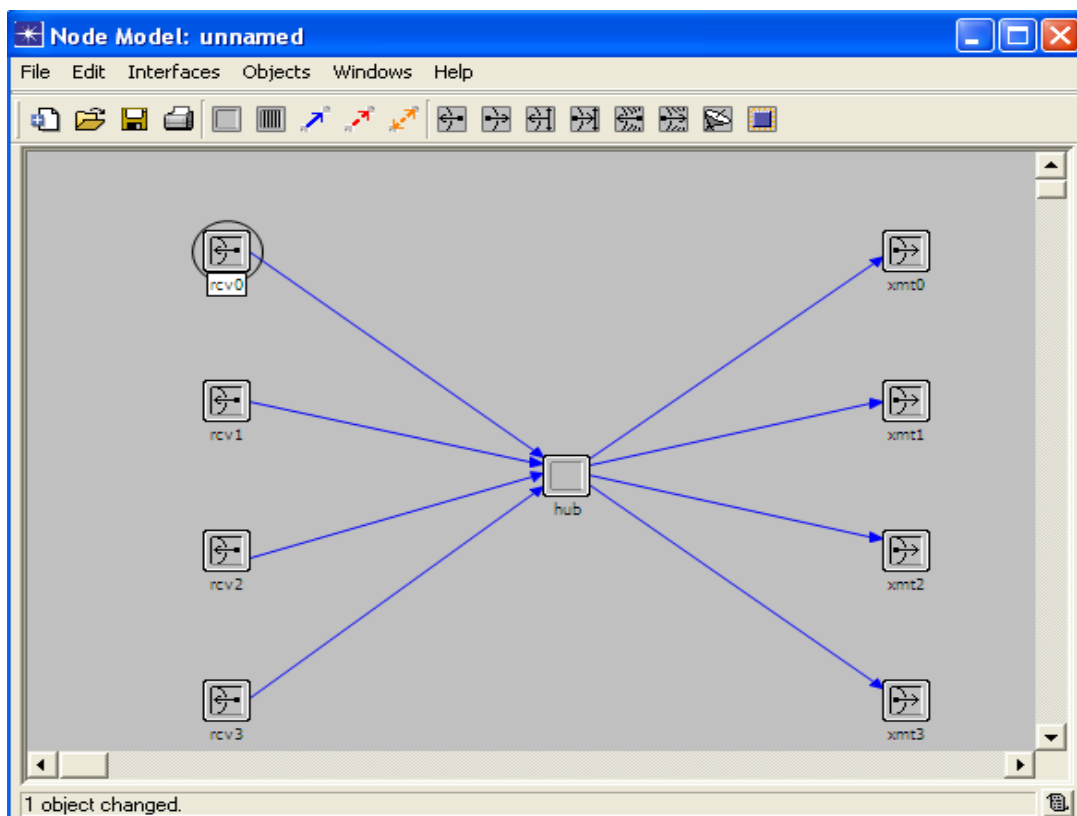 Node Model: unnamed
File Edit Interfaces Objects Windows Help
rcv0
xmt0
rcv1
xmt1
hub
rcv2
xmt2
rcv3
xmt3
1 object changed.